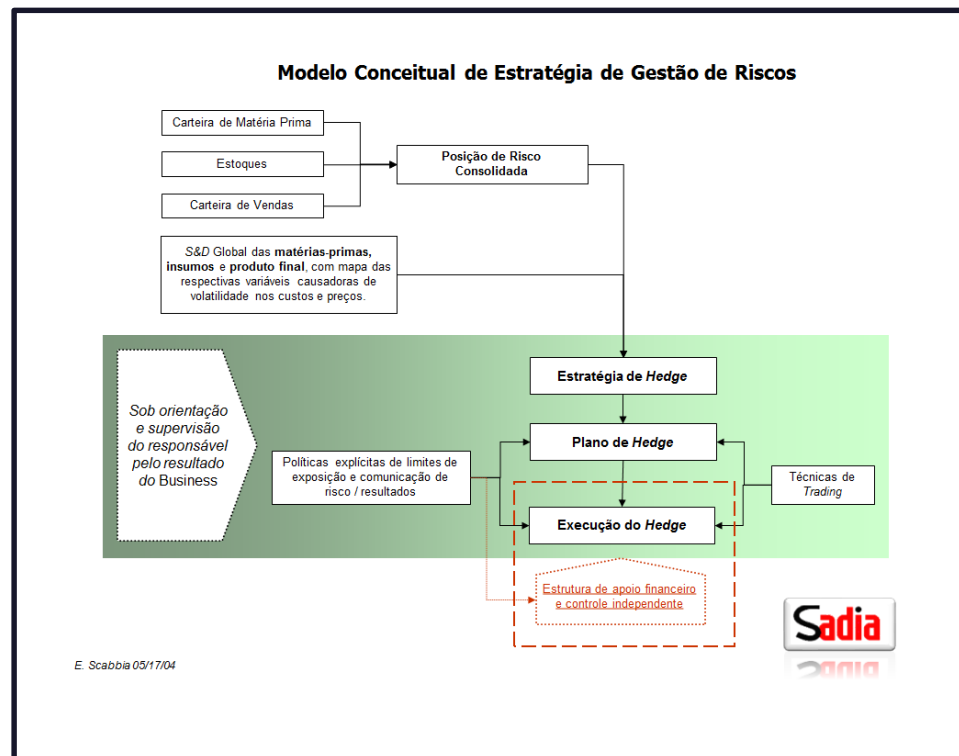 Modelo Conceitual de Estratégia de Gestão de Riscos
Carteira de Matéria Prima
Estoques
Carteira de Vendas
Posição de Risco
Consolidada
S&D Global das matérias-primas,
insumos e produto final, com mapa das
respectivas variáveis causadoras de
volatilidade nos custos e preços.
Sob orientação
e supervisão
do responsável
pelo resultado
do Business
Políticas explícitas de limites de
exposição e comunicação de
risco / resultados
Estratégia de Hedge
Plano de Hedge
Execução do Hedge
Técnicas de
Trading
Estrutura de apoio financeiro
e controle independente
Sadia
E. Scabbia 05/17/04